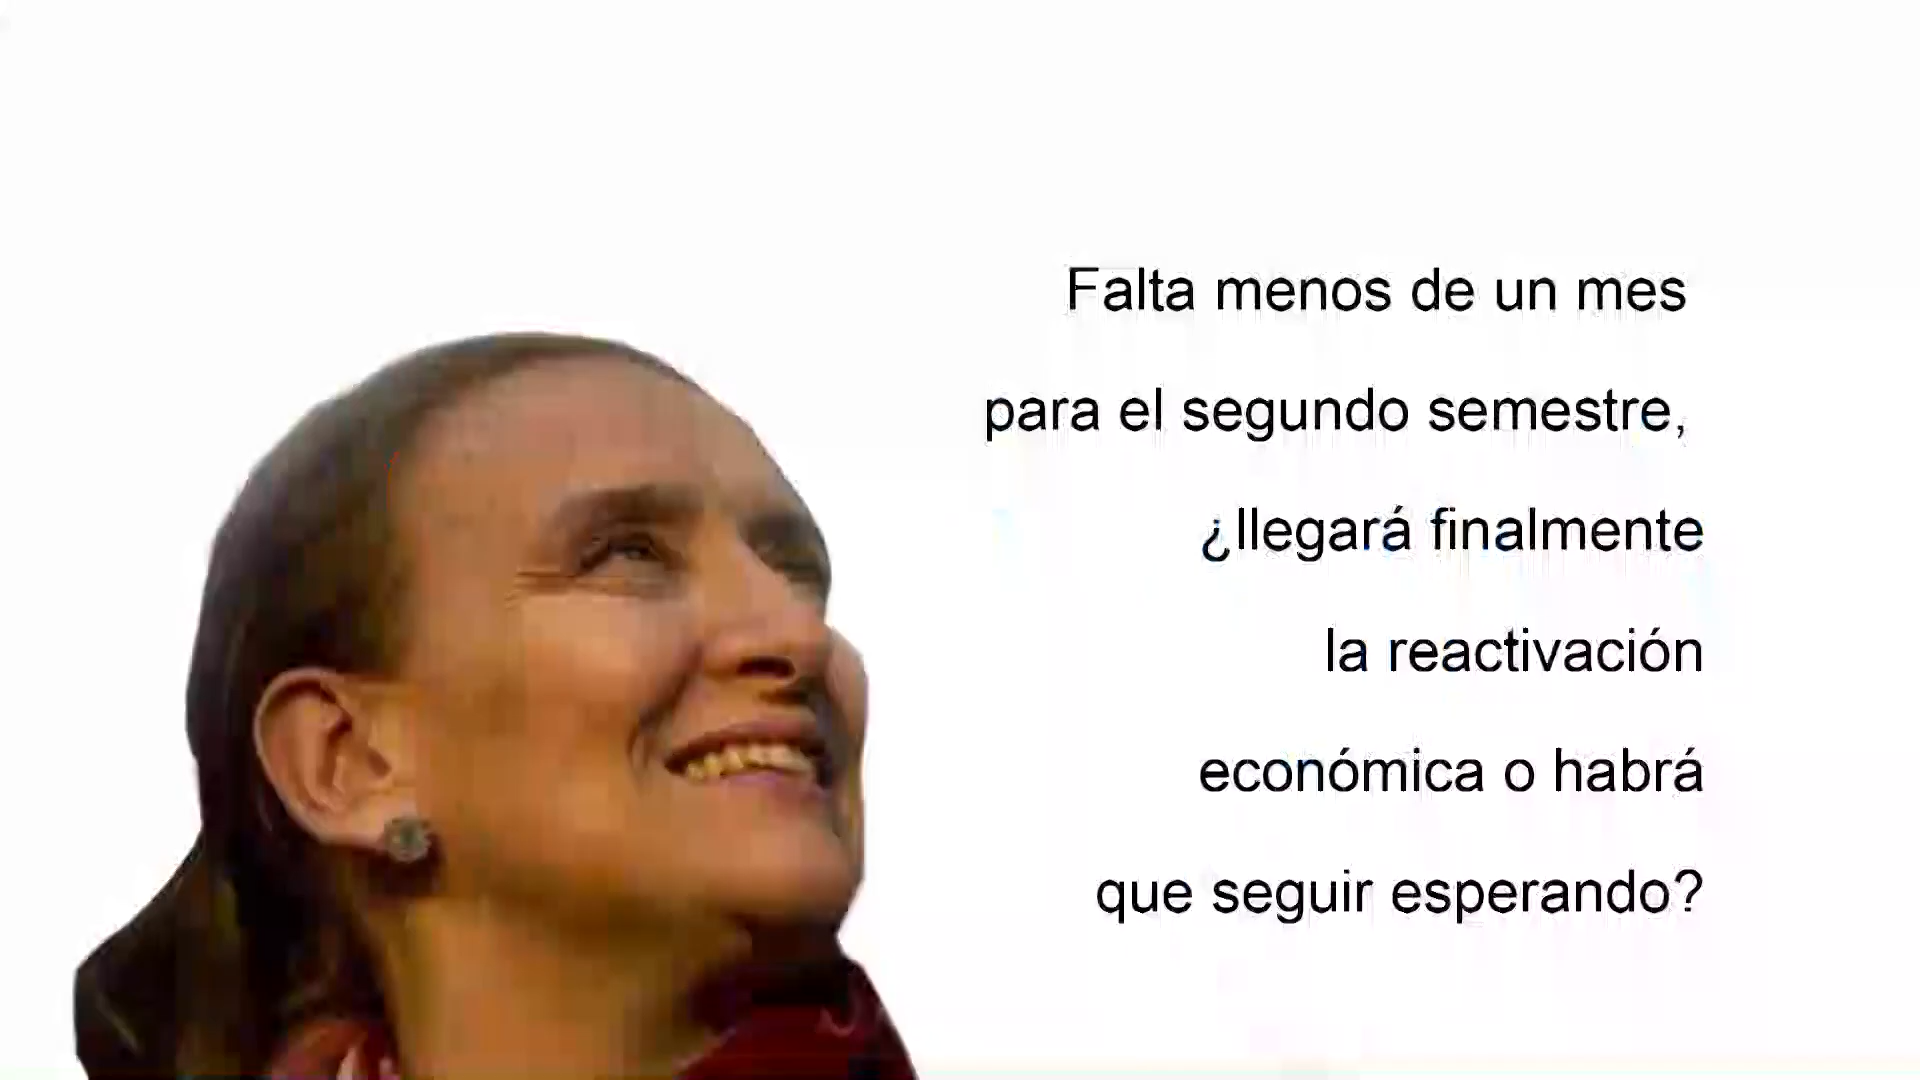 Falta menos de un mes
para el segundo semestre,
¿llegará finalmente
la reactivación
económica o habrá
que seguir esperando?